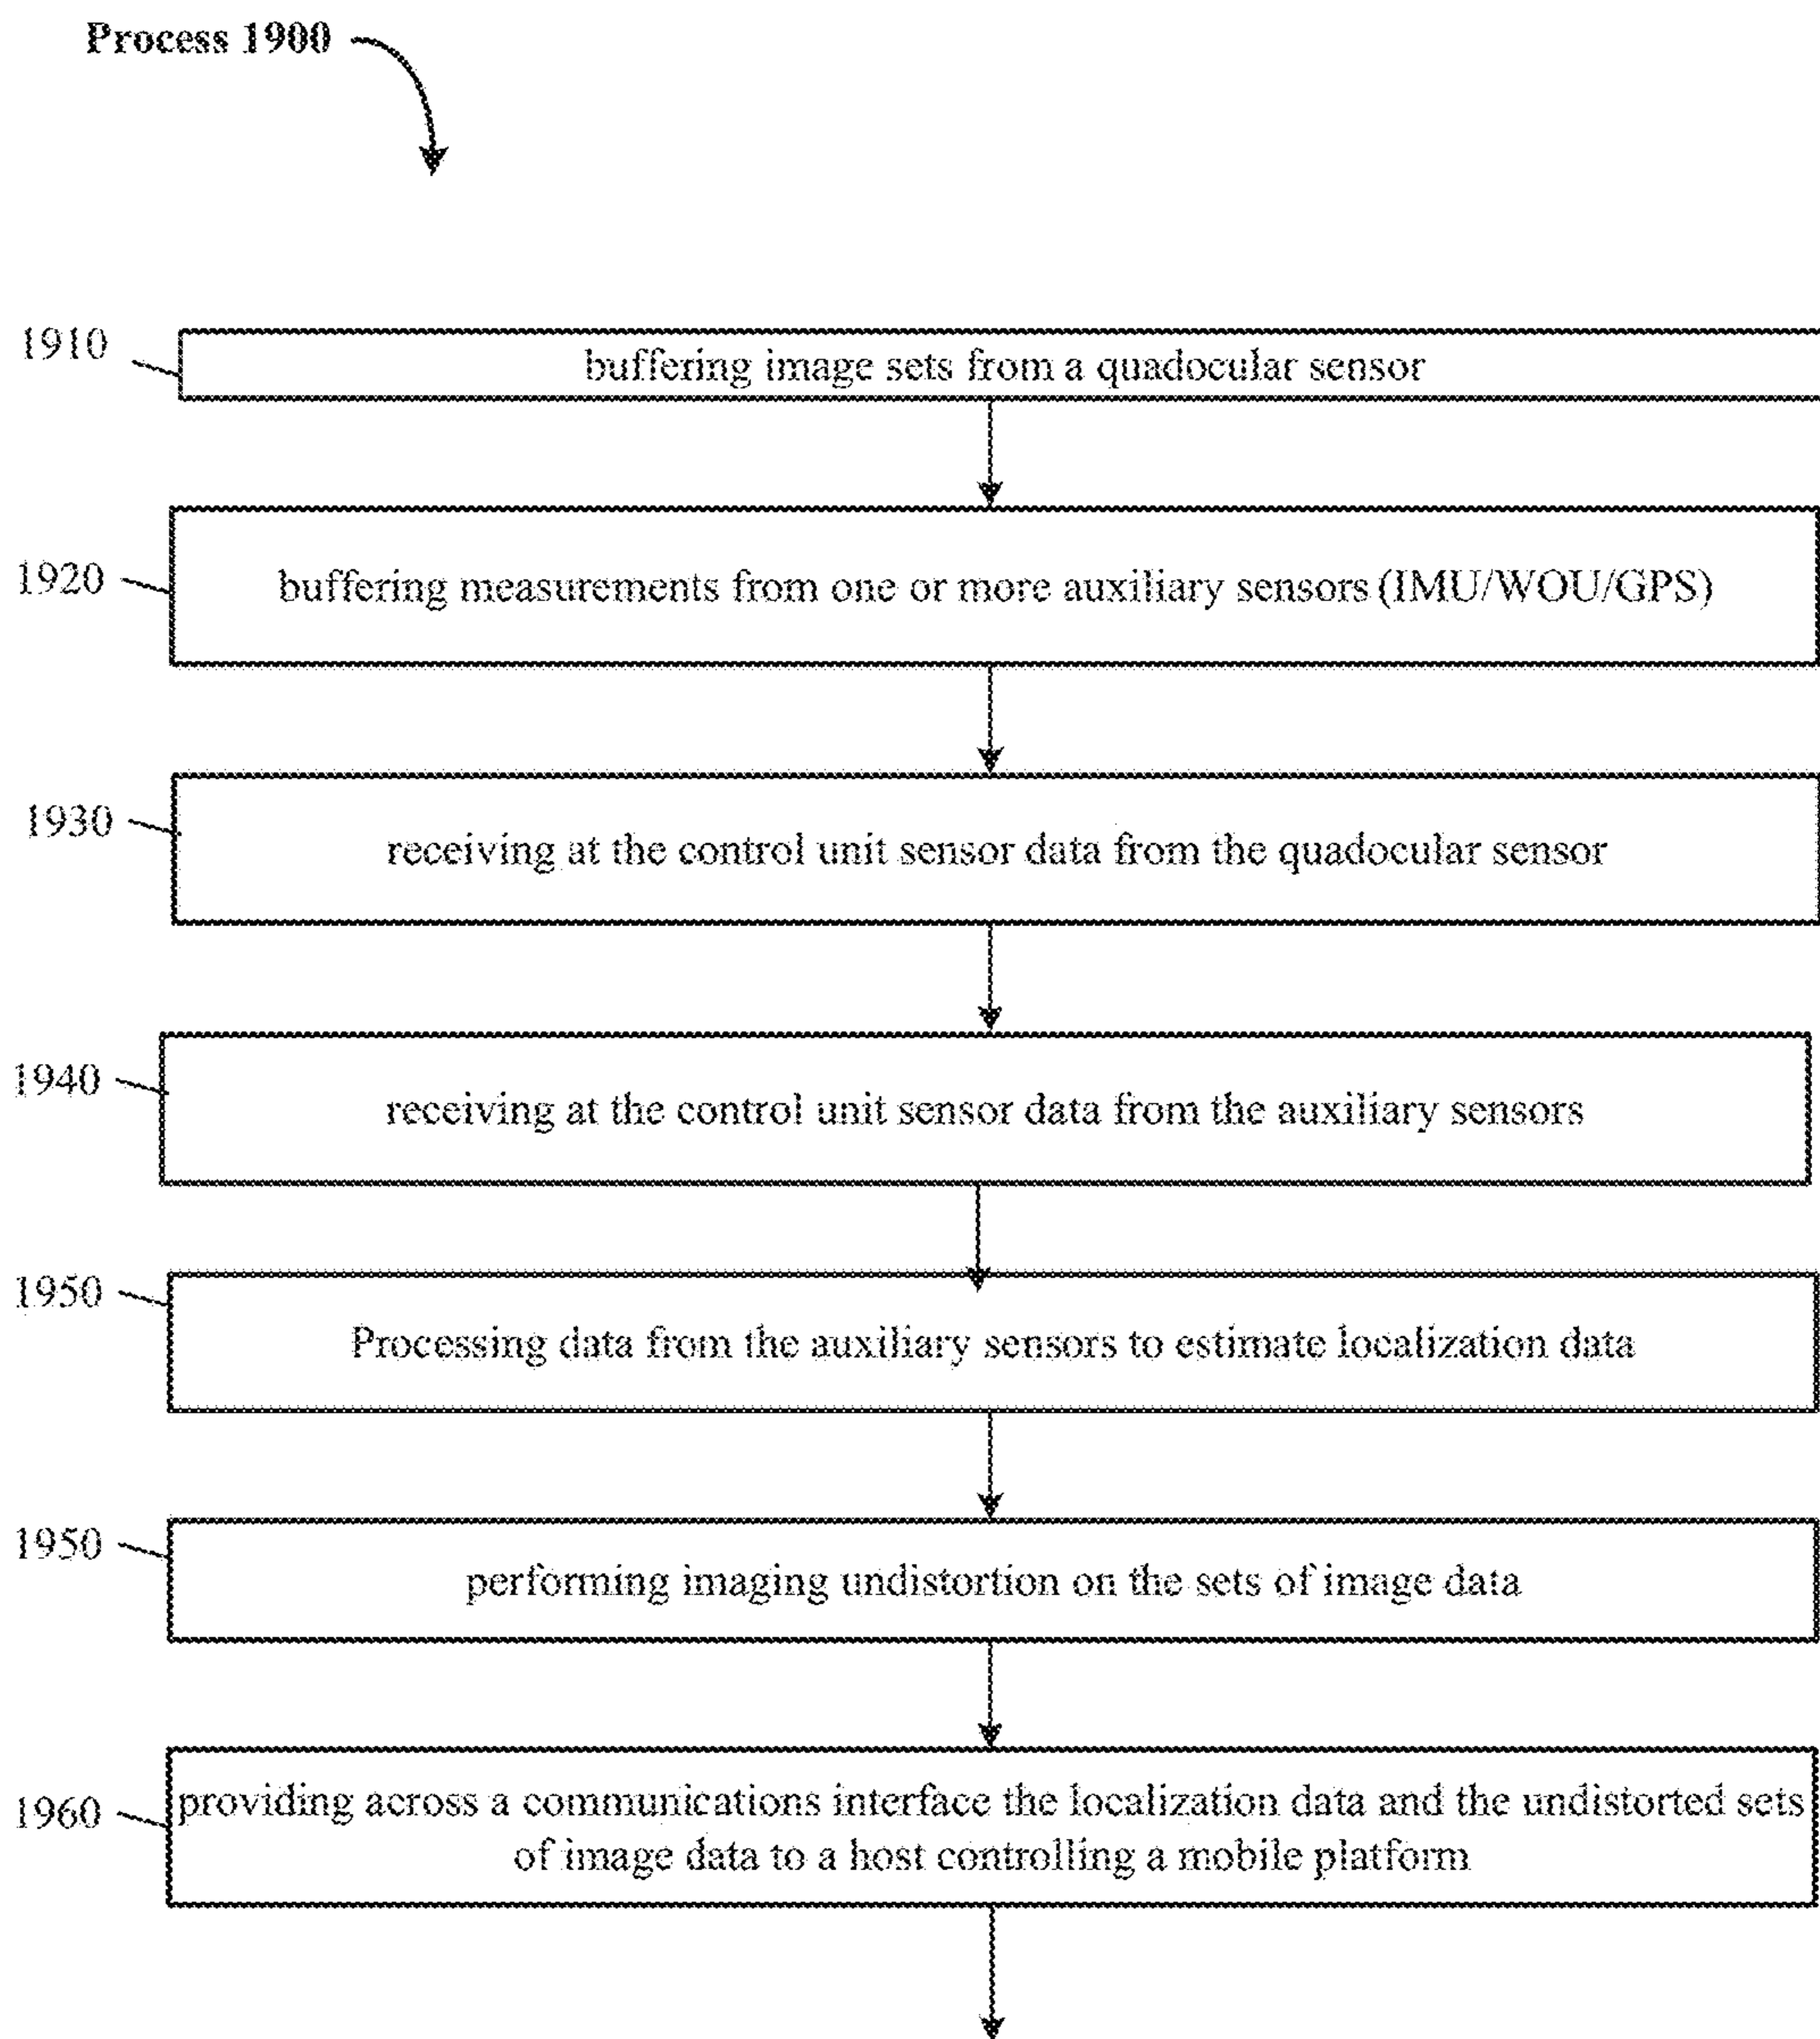 Process 1900
1910
buffering image sets from a quadocular sensor
1920
buffering measurements from one or more auxiliary sensors (IMU/WOU/GPS)
1930
receiving at the control unit sensor data from the quadocular sensor
1940
receiving at the control unit sensor data from the auxiliary sensors
1950
Processing data from the auxiliary sensors to estimate localization data
1950
performing imaging undistortion on the sets of image data
1960
providing across a communications interface the localization data and the undistorted sets
of image data to a host controlling a mobile platform